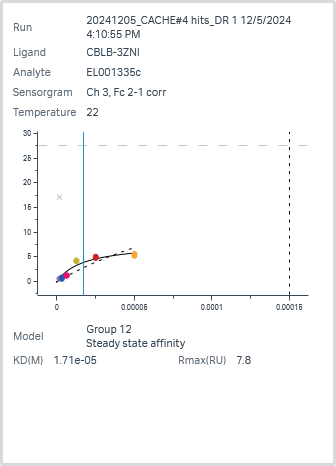 Run 20241205_CACHE#4 hits_DR 1 12/5/2024
4:10:55 PM
Ligand CBLB-3ZNI
Analyte EL001335c
Sensorgram Ch 3, Fc 2-1 corr
Temperature 22
30
25
20
15
10
5
0
0 0.00005 0.0001 0.00015
Model Group 12
Steady state affinity
KD(M) 1.71e-05 Rmax(RU) 7.8